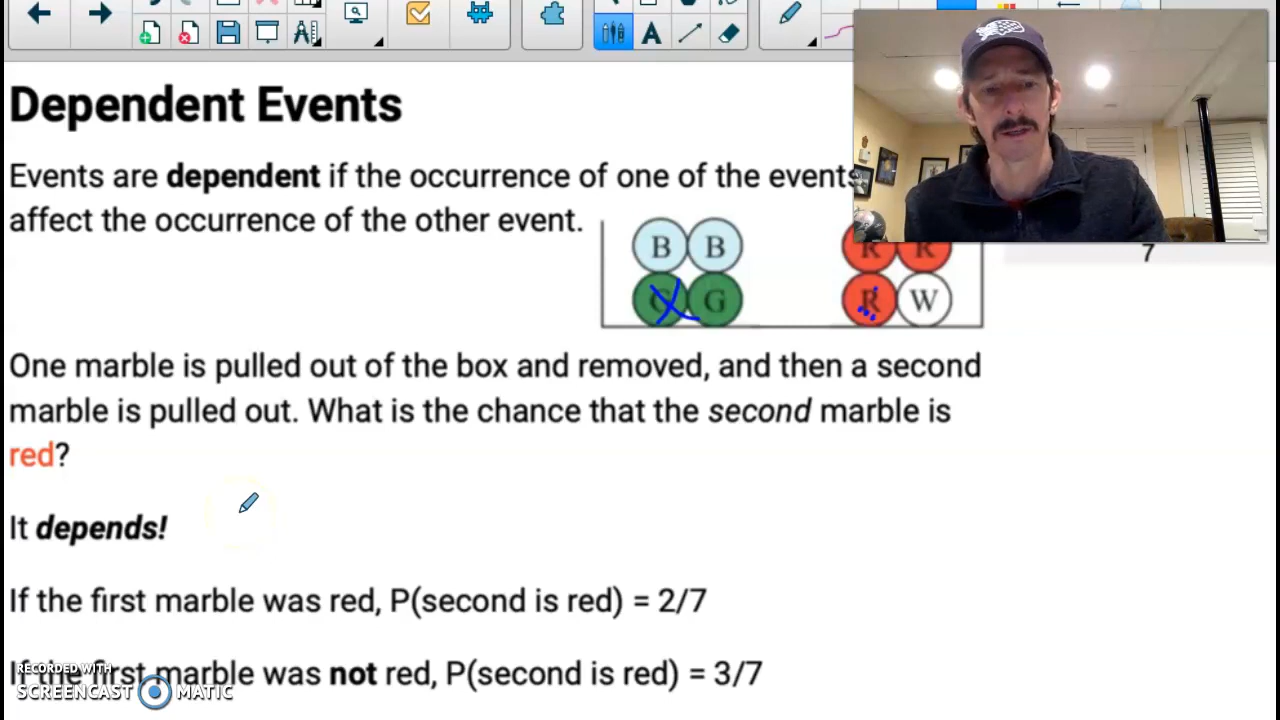 Dependent Events
Events are dependent if the occurrence of one of the events
affect the occurrence of the other event.
B B R R
G G R W
7
One marble is pulled out of the box and removed, and then a second
marble is pulled out. What is the chance that the second marble is
red?
It depends!
If the first marble was red, P(second is red) = 2/7
If the first marble was not red, P(second is red) = 3/7
RECORDED WITH
SCREENCAST MATIC